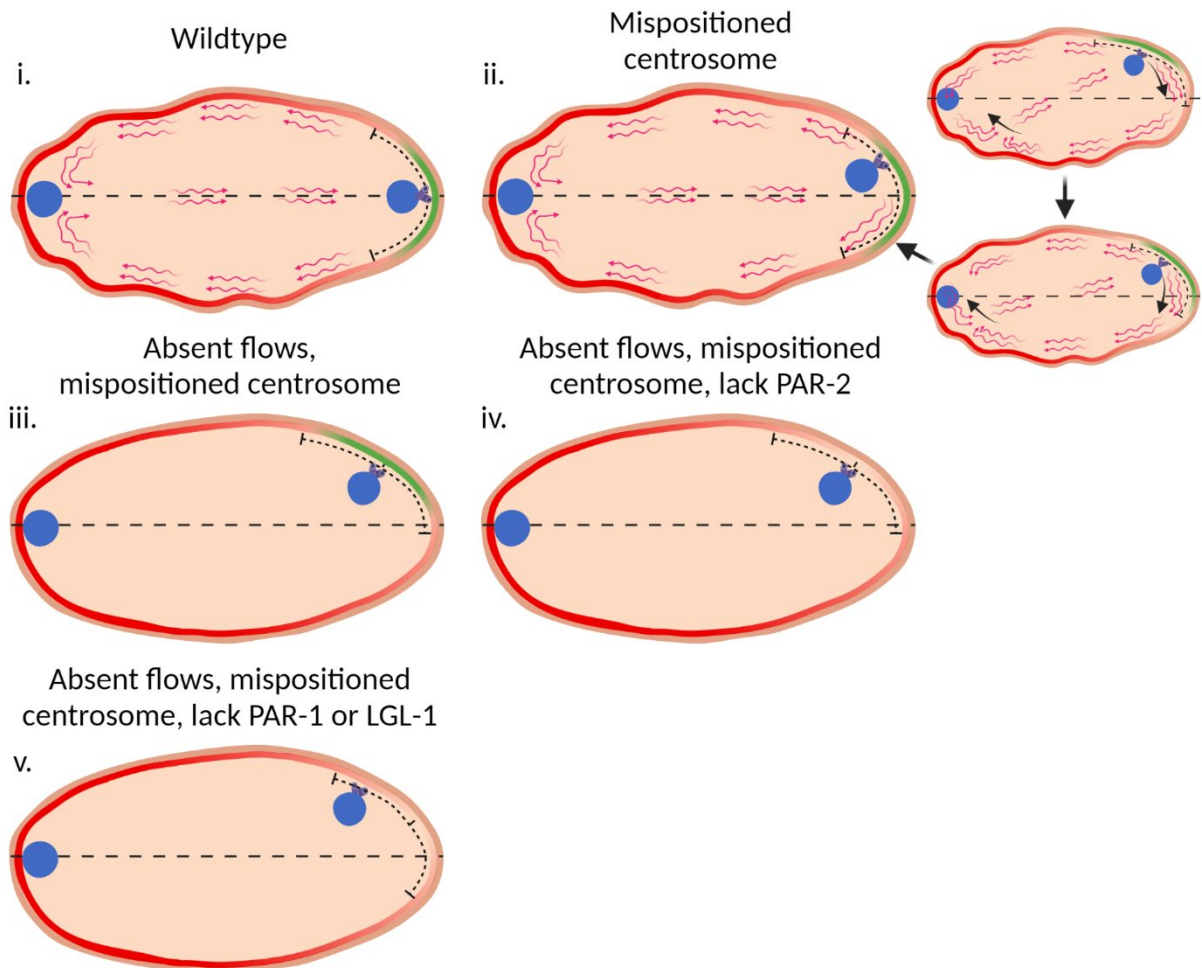 Wildtype
i.
Mispositioned
centrosome
ii.
Absent flows,
mispositioned centrosome
iii.
Absent flows, mispositioned
centrosome, lack PAR-2
iv.
Absent flows, mispositioned
centrosome, lack PAR-1 or LGL-1
v.